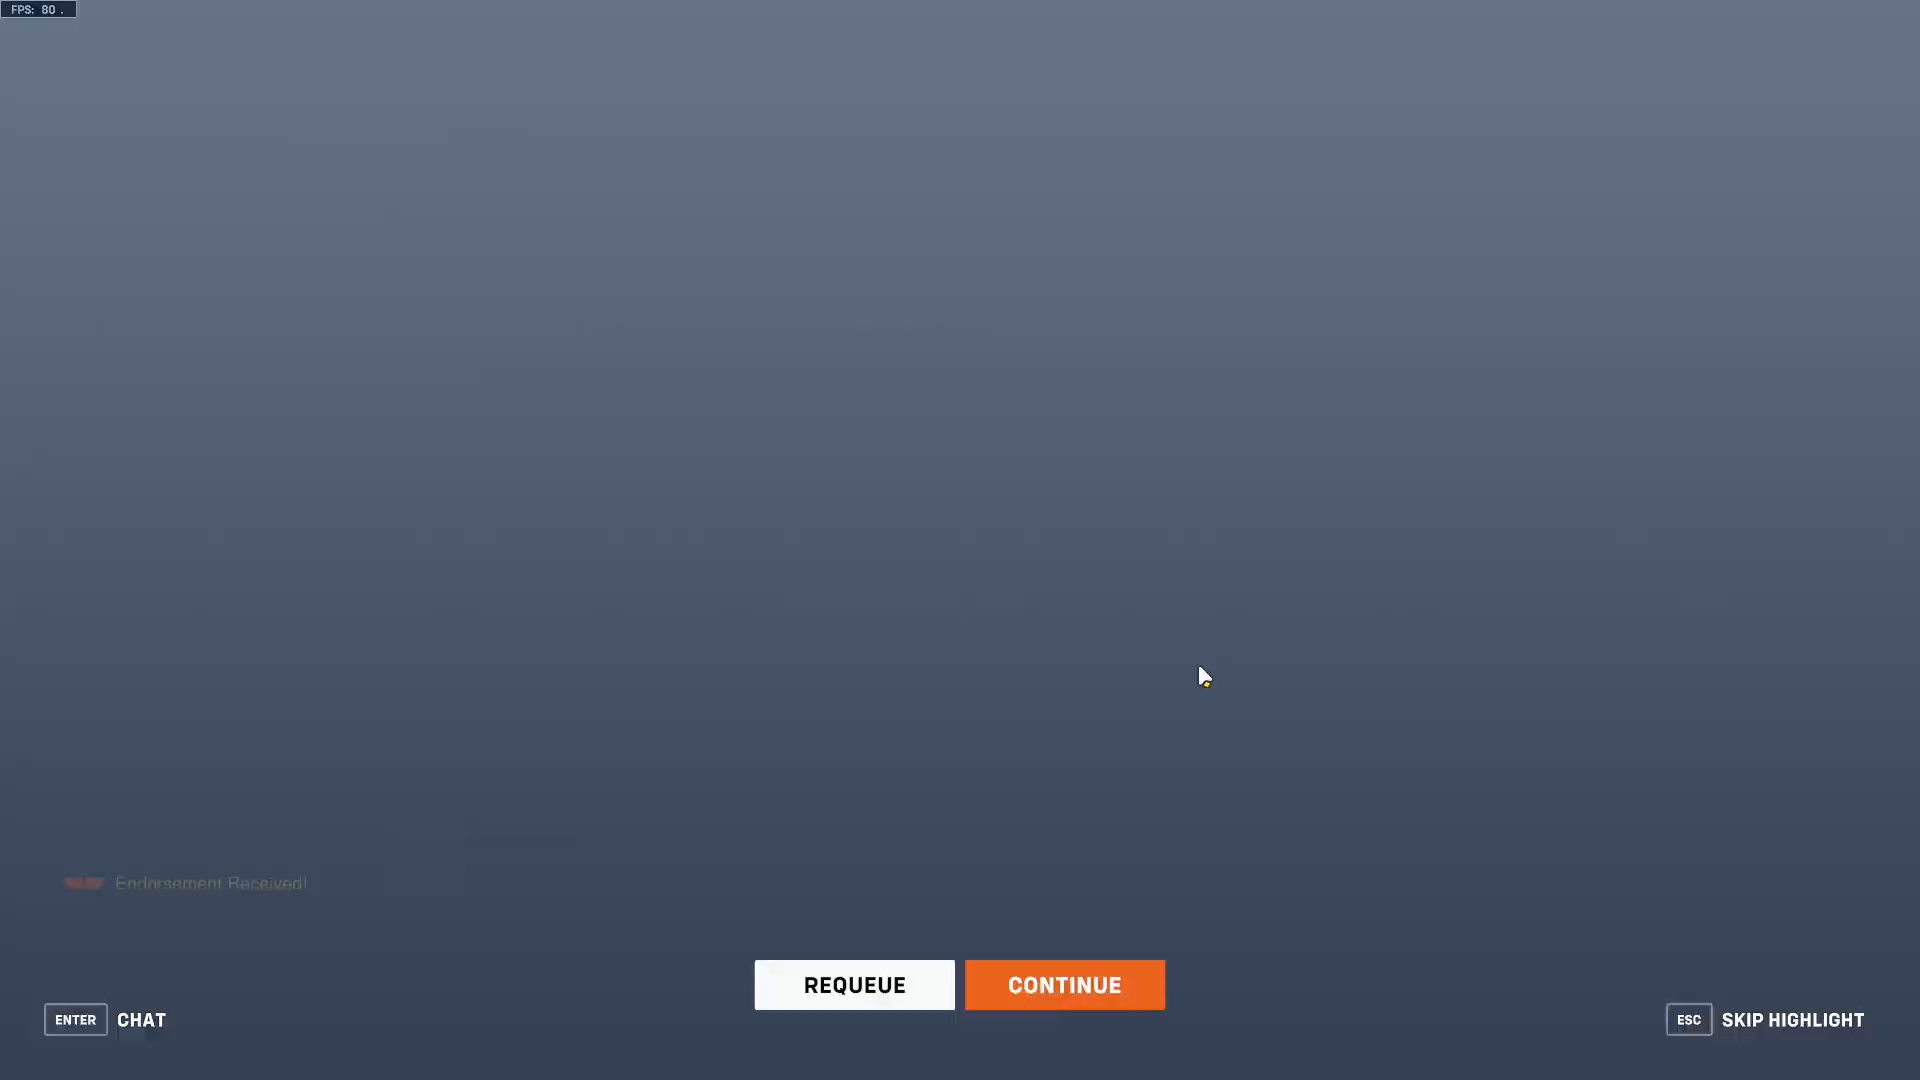 FPS: 80 .
Endorsement Received!
REQUEUE
CONTINUE
ENTER CHAT
ESC SKIP HIGHLIGHT